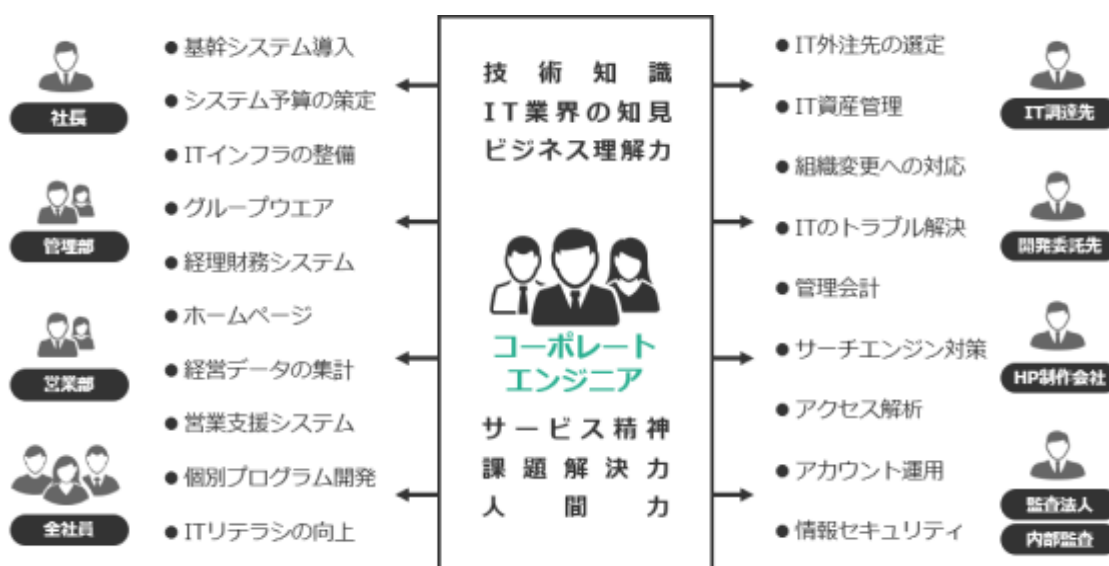 社長
管理部
営業部
全社員
●基幹システム導入
●システム予算の策定
●ITインフラの整備
●グループウエア
●経理財務システム
●ホームページ
●経営データの集計
●営業支援システム
●個別プログラム開発
●ITリテラシの向上
技術知識
IT業界の知見
ビジネス理解力
コーポレート
エンジニア
サービス精神
課題解決力
人間力
●IT外注先の選定
●IT資産管理
●組織変更への対応
●ITのトラブル解決
●管理会計
●サーチエンジン対策
●アクセス解析
●アカウント運用
●情報セキュリティ
IT調達先
開発委託先
HP制作会社
監査法人
内部監査